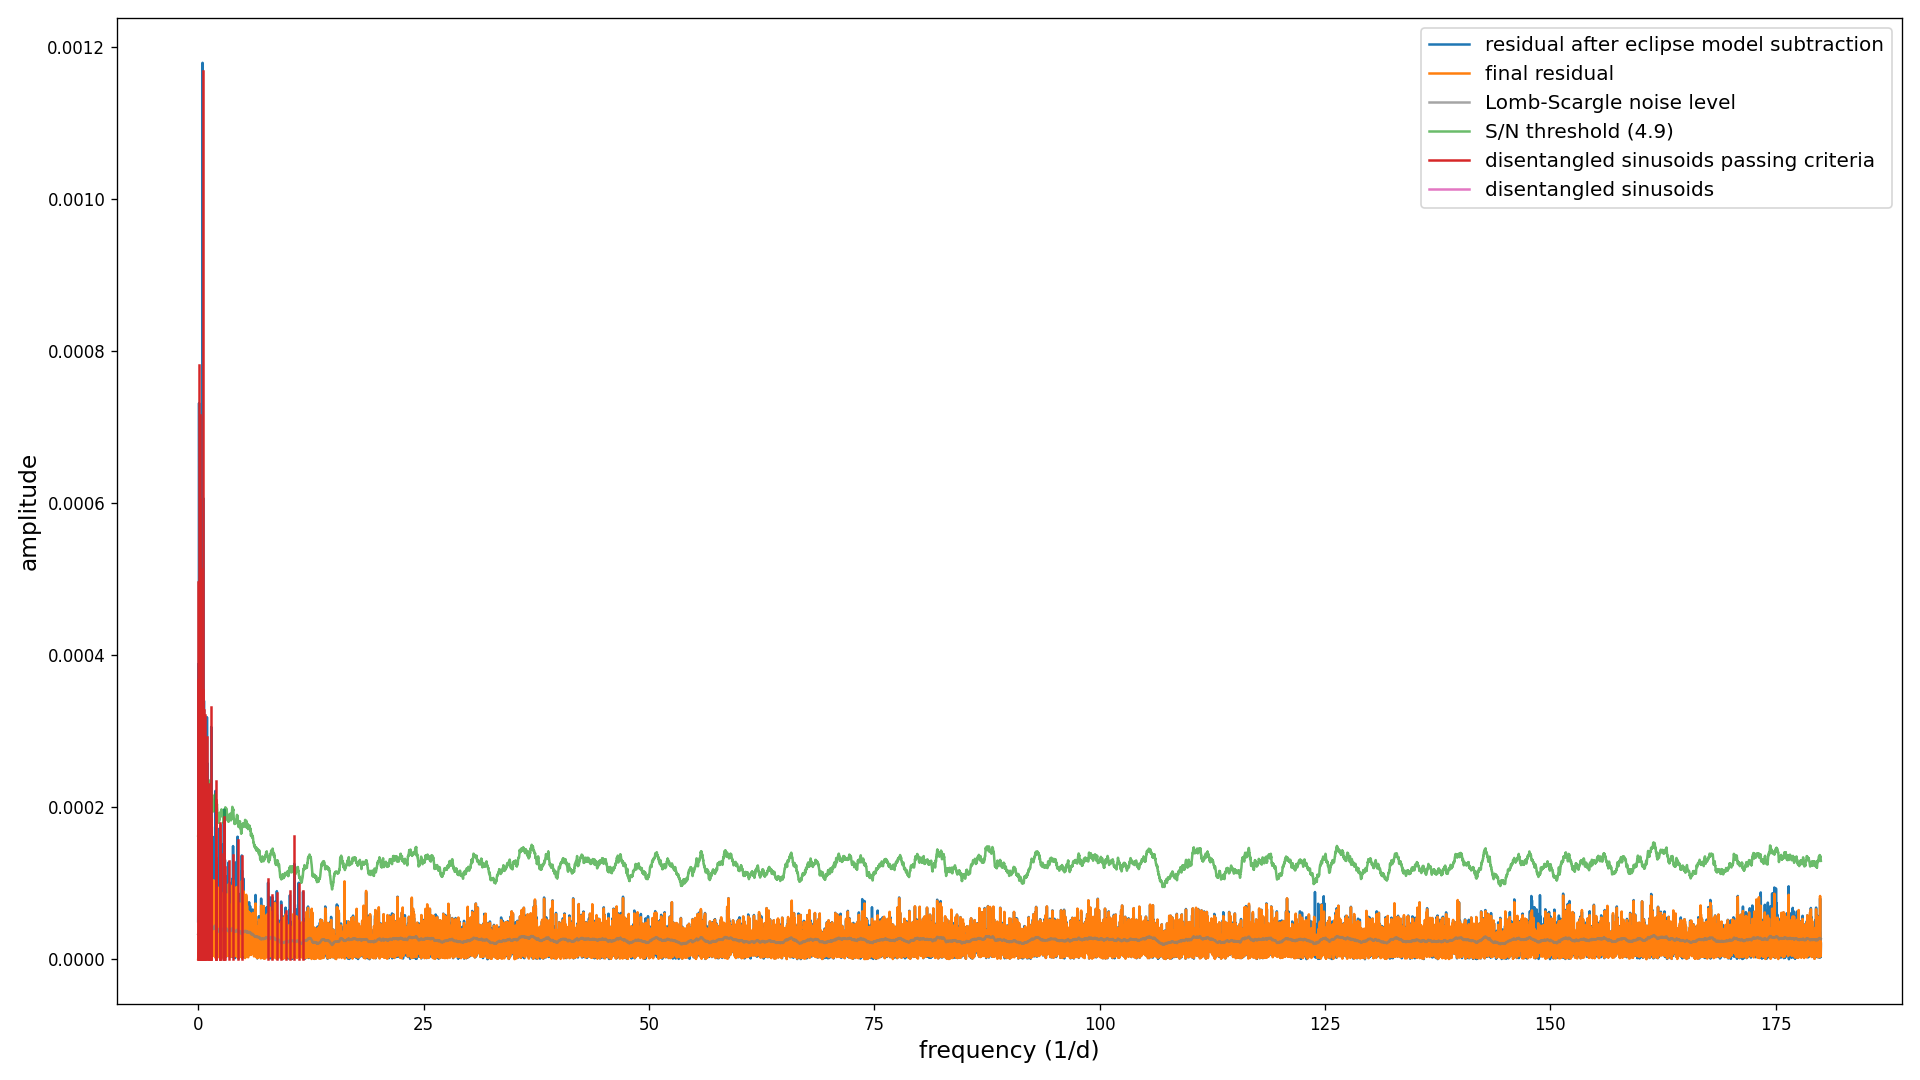 residual after eclipse model subtraction
final residual
Lomb-Scargle noise level
S/N threshold (4.9)
disentangled sinusoids passing criteria
disentangled sinusoids
amplitude
0.0012
0.0010
0.0008
0.0006
0.0004
0.0002
0.0000
0 25 50 75 100 125 150 175
frequency (1/d)